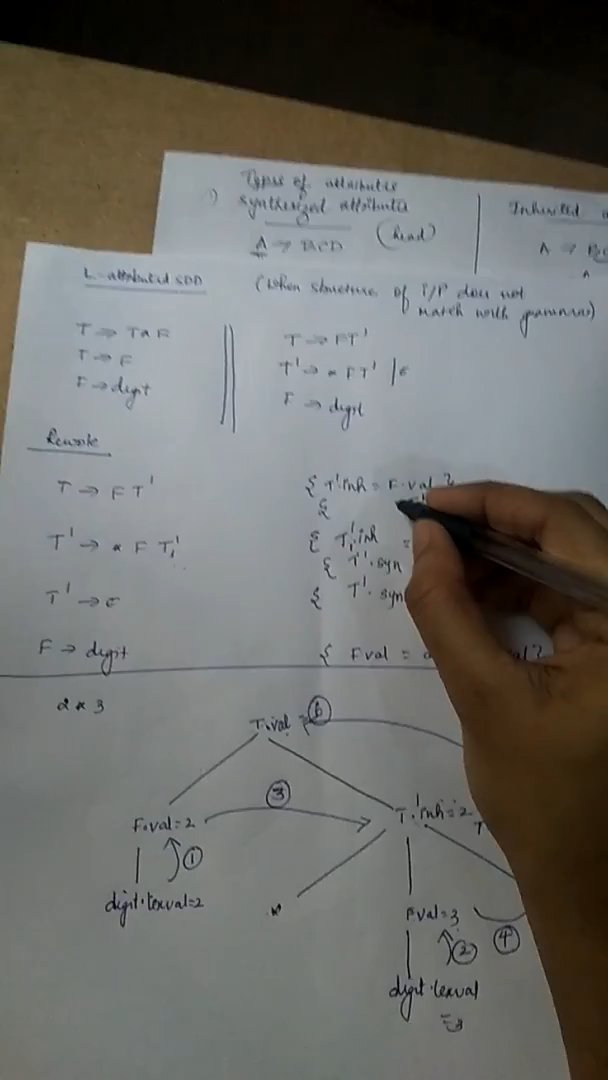 Types of attributes
1) synthesized attributes
A → BCD (head)
Inherited
A →
A
L-attributed SDD (When structure of I/P does not
match with grammar)
T → T * F
T → F
F → digit
T → FT'
T' → * FT' | ε
F → digit
Rewrite
T → F T' { T'.inh = F.val }
{
T' → * F T₁' { T₁'.inh =
{ T'.syn
T' → ε { T'.syn
F → digit { F.val =
2 * 3
T.val = ⑥
③
F.val = 2
T'.inh = 2
①
digit.lexval = 2
*
F.val = 3
② ④
digit.lexval
= 3